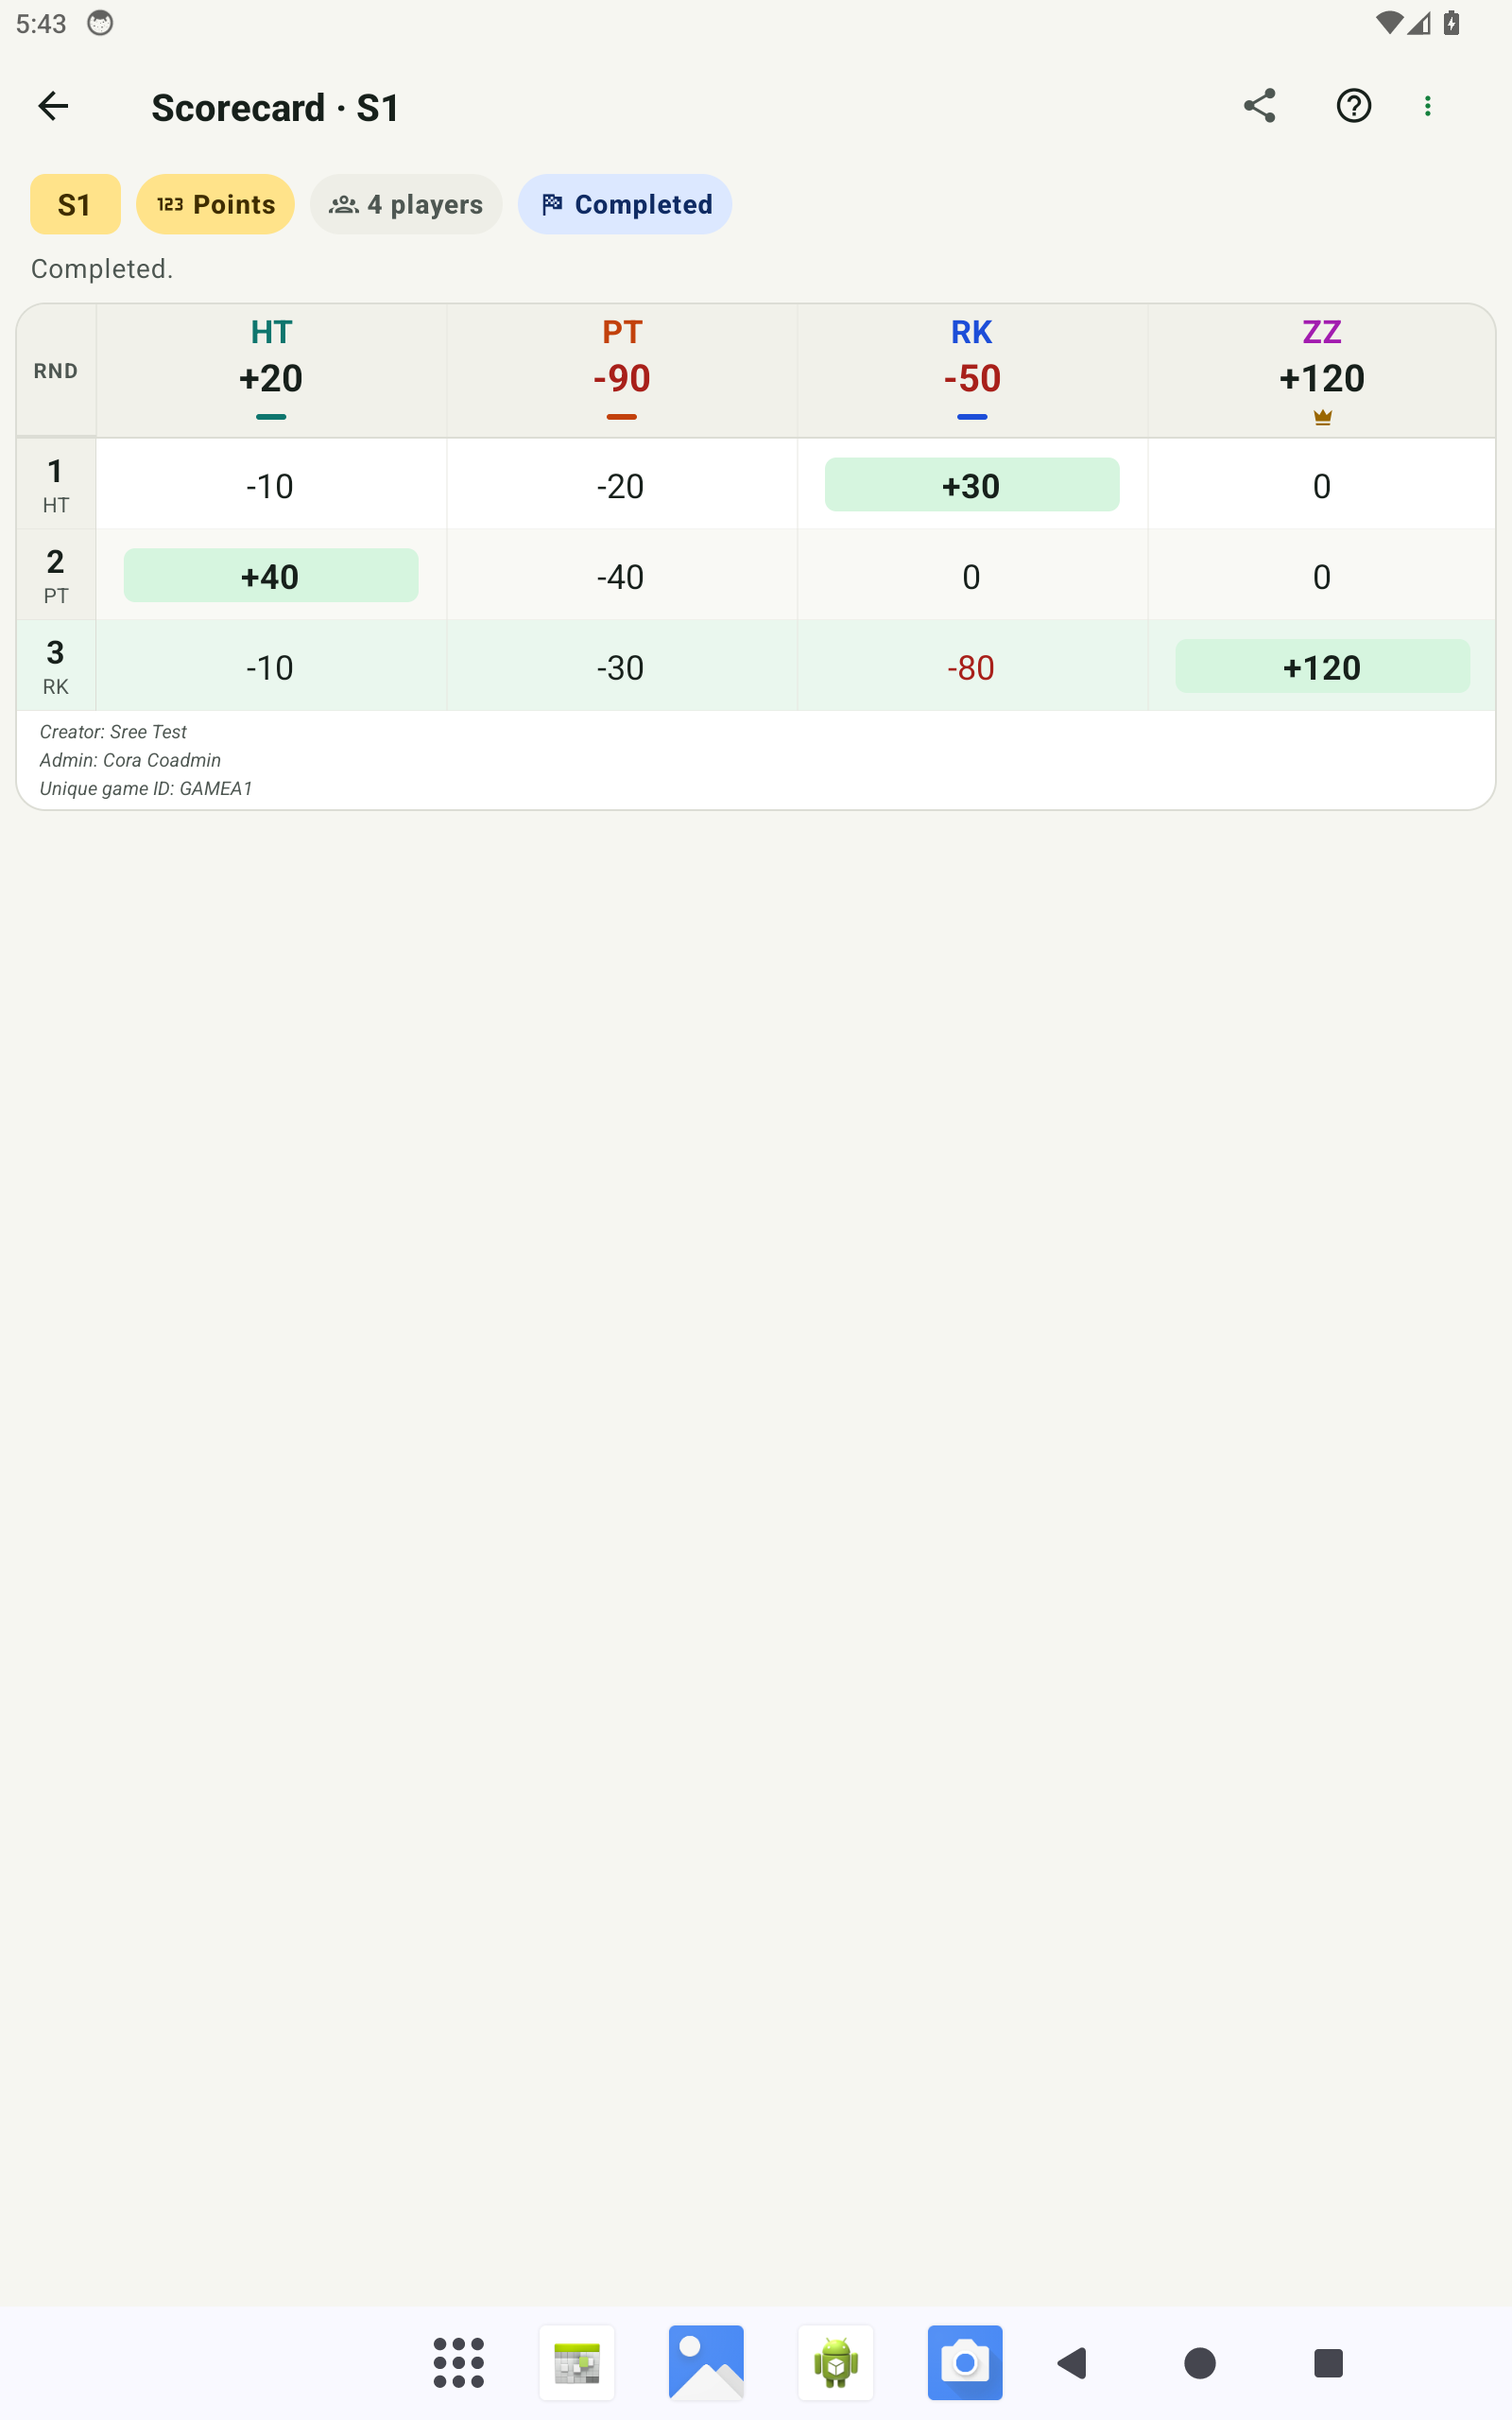 5:43
Scorecard · S1
S1 123 Points 4 players Completed
Completed.
RND HT PT RK ZZ
+20 -90 -50 +120
1 HT -10 -20 +30 0
2 PT +40 -40 0 0
3 RK -10 -30 -80 +120
Creator: Sree Test
Admin: Cora Coadmin
Unique game ID: GAMEA1